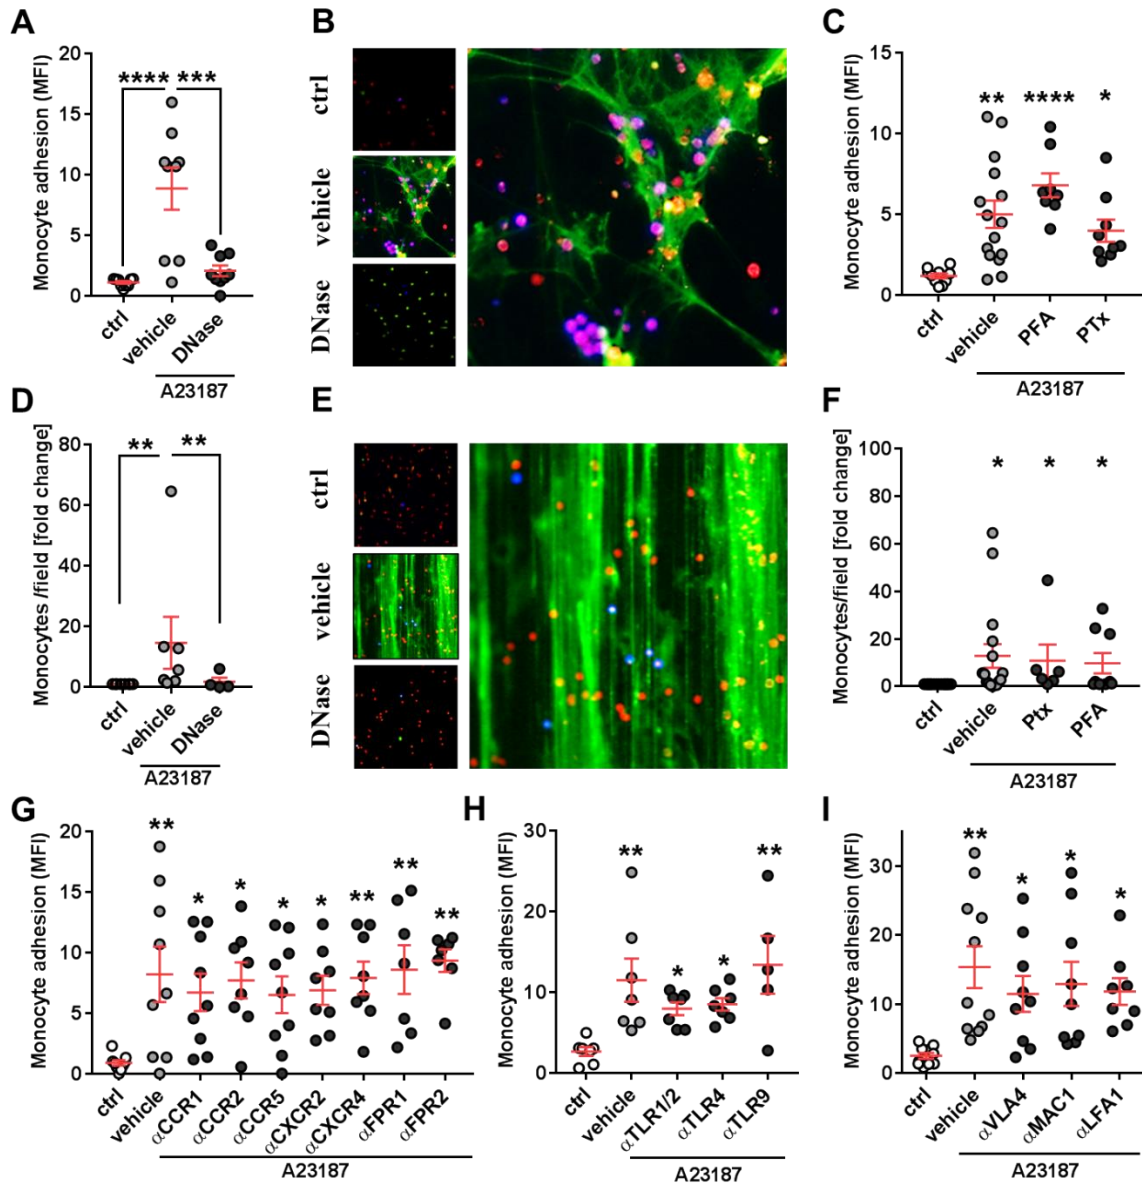 A
Monocyte adhesion (MFI)
20
15
10
5
0
**** ***
ctrl
vehicle
DNase
A23187
B
ctrl
vehicle
DNase
C
Monocyte adhesion (MFI)
15
10
5
0
** **** *
ctrl
vehicle
PFA
PTx
A23187
D
Monocytes /field [fold change]
80
60
40
20
0
** **
ctrl
vehicle
DNase
A23187
E
ctrl
vehicle
DNase
F
Monocytes/field [fold change]
100
80
60
40
20
0
* * *
ctrl
vehicle
Ptx
PFA
A23187
G
Monocyte adhesion (MFI)
20
15
10
5
0
** * * * * ** ** **
ctrl
vehicle
αCCR1
αCCR2
αCCR5
αCXCR2
αCXCR4
αFPR1
αFPR2
A23187
H
Monocyte adhesion (MFI)
30
20
10
0
** * * **
ctrl
vehicle
αTLR1/2
αTLR4
αTLR9
A23187
I
Monocyte adhesion (MFI)
30
20
10
0
** * * *
ctrl
vehicle
αVLA4
αMAC1
αLFA1
A23187